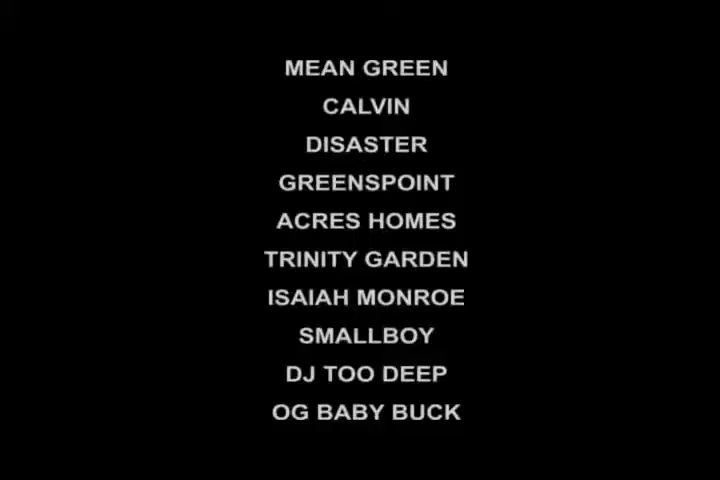 MEAN GREEN
CALVIN
DISASTER
GREENSPOINT
ACRES HOMES
TRINITY GARDEN
ISAIAH MONROE
SMALLBOY
DJ TOO DEEP
OG BABY BUCK